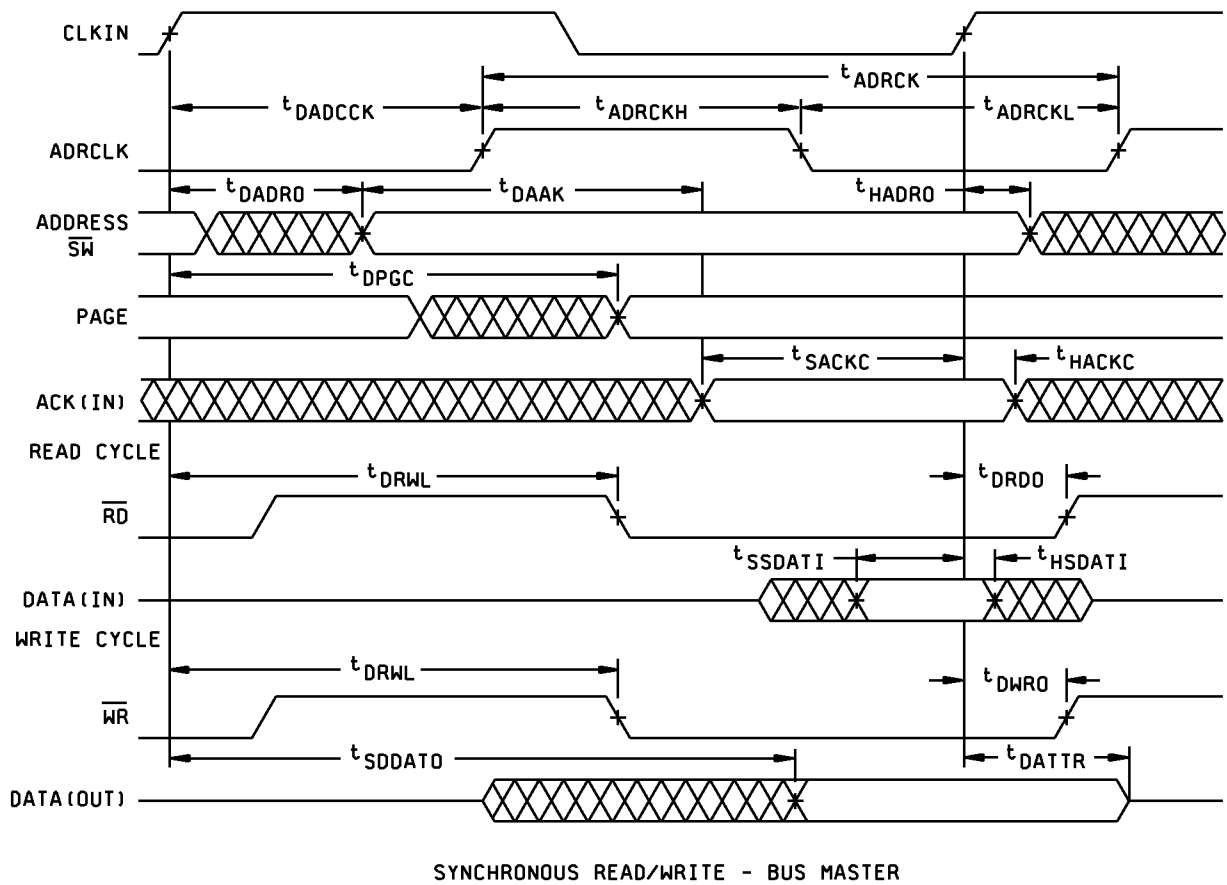 CLKIN
tADRCK
tDADCCK
tADRCKH
tADRCKL
ADRCLK
tDADRO
tDAAK
tHADRO
ADDRESS
SW
tDPGC
PAGE
tSACKC
tHACKC
ACK(IN)
READ CYCLE
tDRWL
tDRDO
RD
tSSDATI
tHSDATI
DATA(IN)
WRITE CYCLE
tDRWL
tDWRO
WR
tSDDATO
tDATTR
DATA(OUT)
SYNCHRONOUS READ/WRITE - BUS MASTER